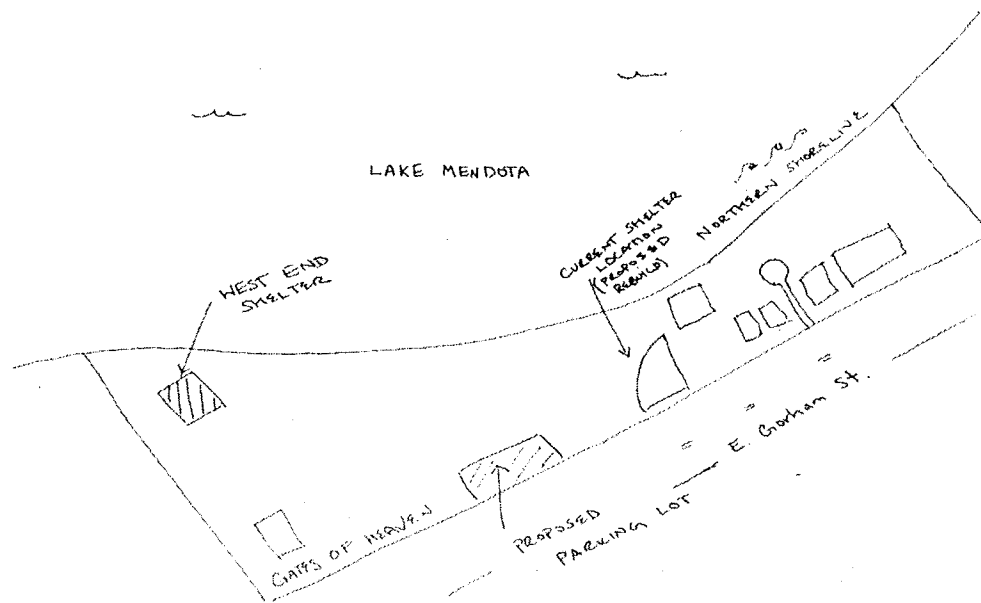 LAKE MENDOTA
NORTHERN SHORELINE
CURRENT SHELTER
LOCATION
(PROPOSED
REBUILD)
WEST END
SHELTER
E. Gorham St.
GATES OF HEAVEN
PROPOSED
PARKING LOT